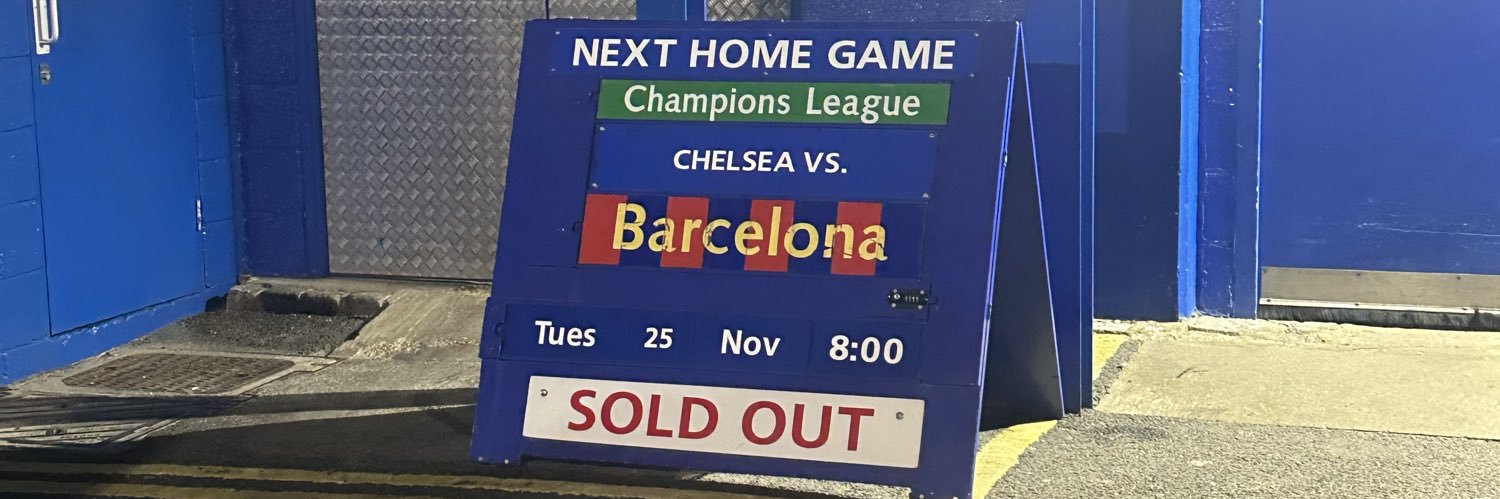 NEXT HOME GAME
Champions League
CHELSEA VS.
Barcelona
Tues 25 Nov 8:00
SOLD OUT